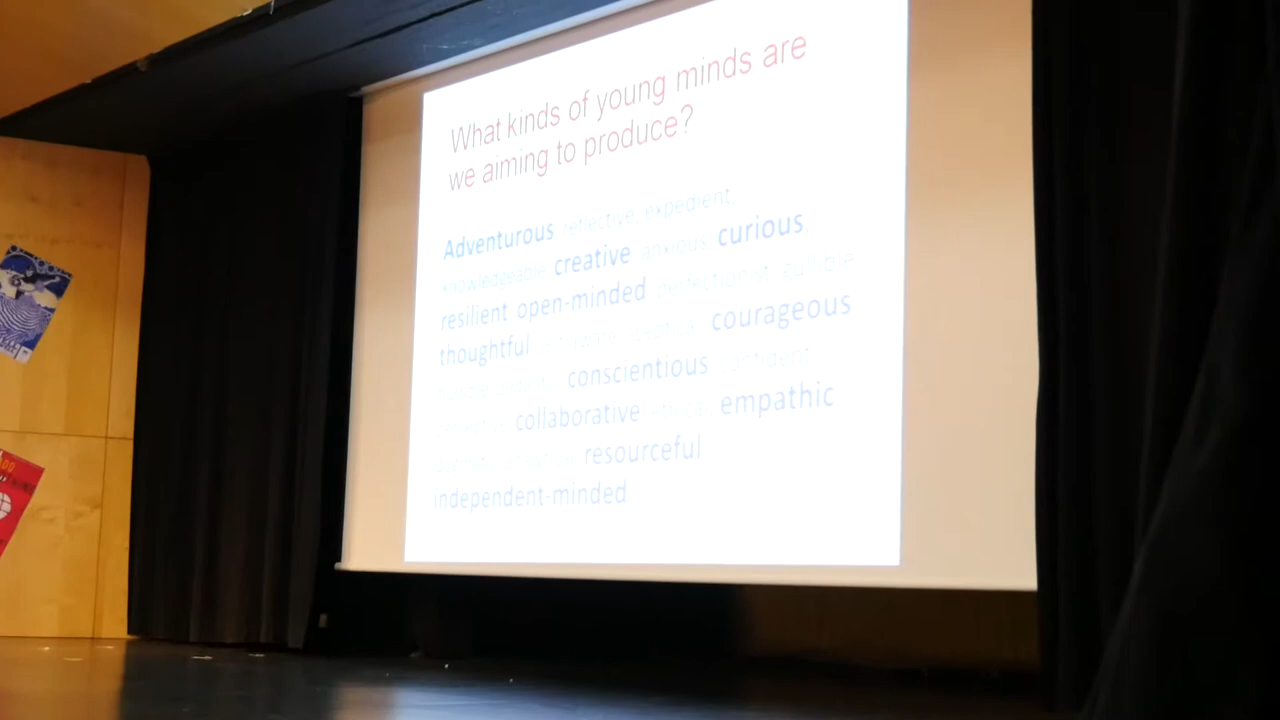 What kinds of young minds are
we aiming to produce?
Adventurous, reflective, expedient,
knowledgeable, creative anxious, curious,
resilient open-minded perfectionist, gullible,
thoughtful courageous
conscientious confident
collaborative empathic
resourceful
independent-minded